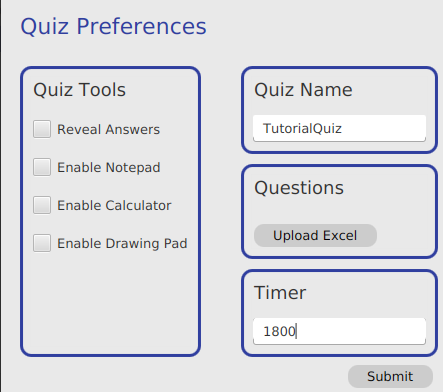 Quiz Preferences
Quiz Tools
Reveal Answers
Enable Notepad
Enable Calculator
Enable Drawing Pad
Quiz Name
TutorialQuiz
Questions
Upload Excel
Timer
1800
Submit